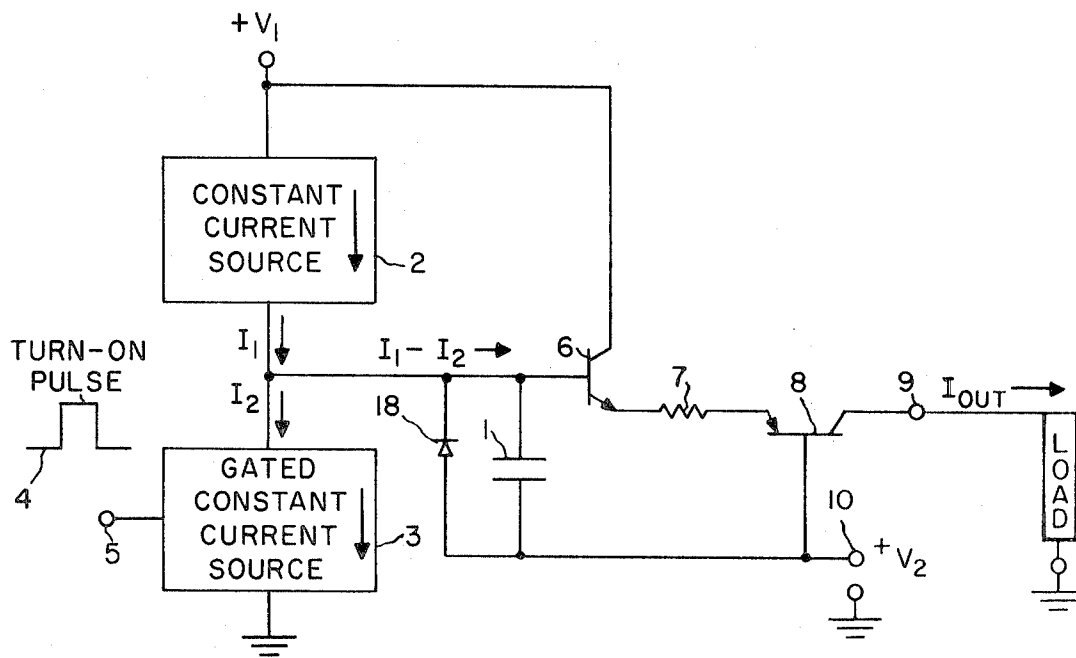 +V₁
CONSTANT
CURRENT
SOURCE
2
I₁
I₁ - I₂
6
TURN-ON
PULSE
I₂
18
1
7
8
9
I_OUT
4
5
GATED
CONSTANT
CURRENT
SOURCE
3
10
+V₂
LOAD